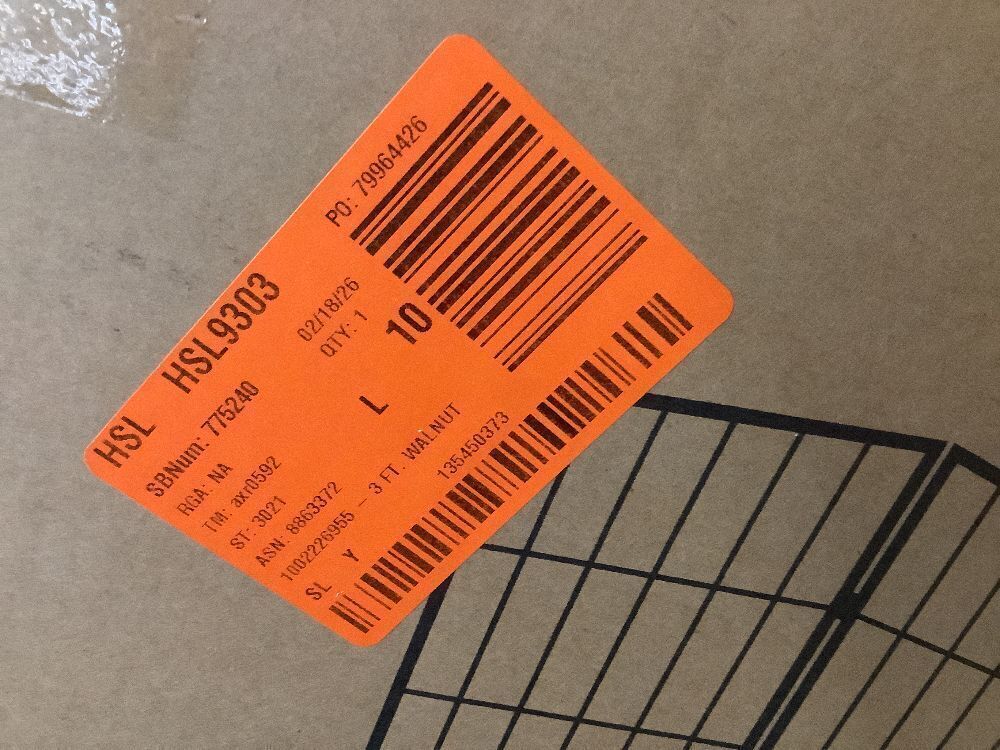 HSL HSL9303
SBNum: 775240
RGA: NA
TM: axr0592
ST: 3021
ASN: 8863372
1002226955 — 3 FT. WALNUT
SL Y
135450373
02/18/26
QTY: 1
L
10
PO: 79964426